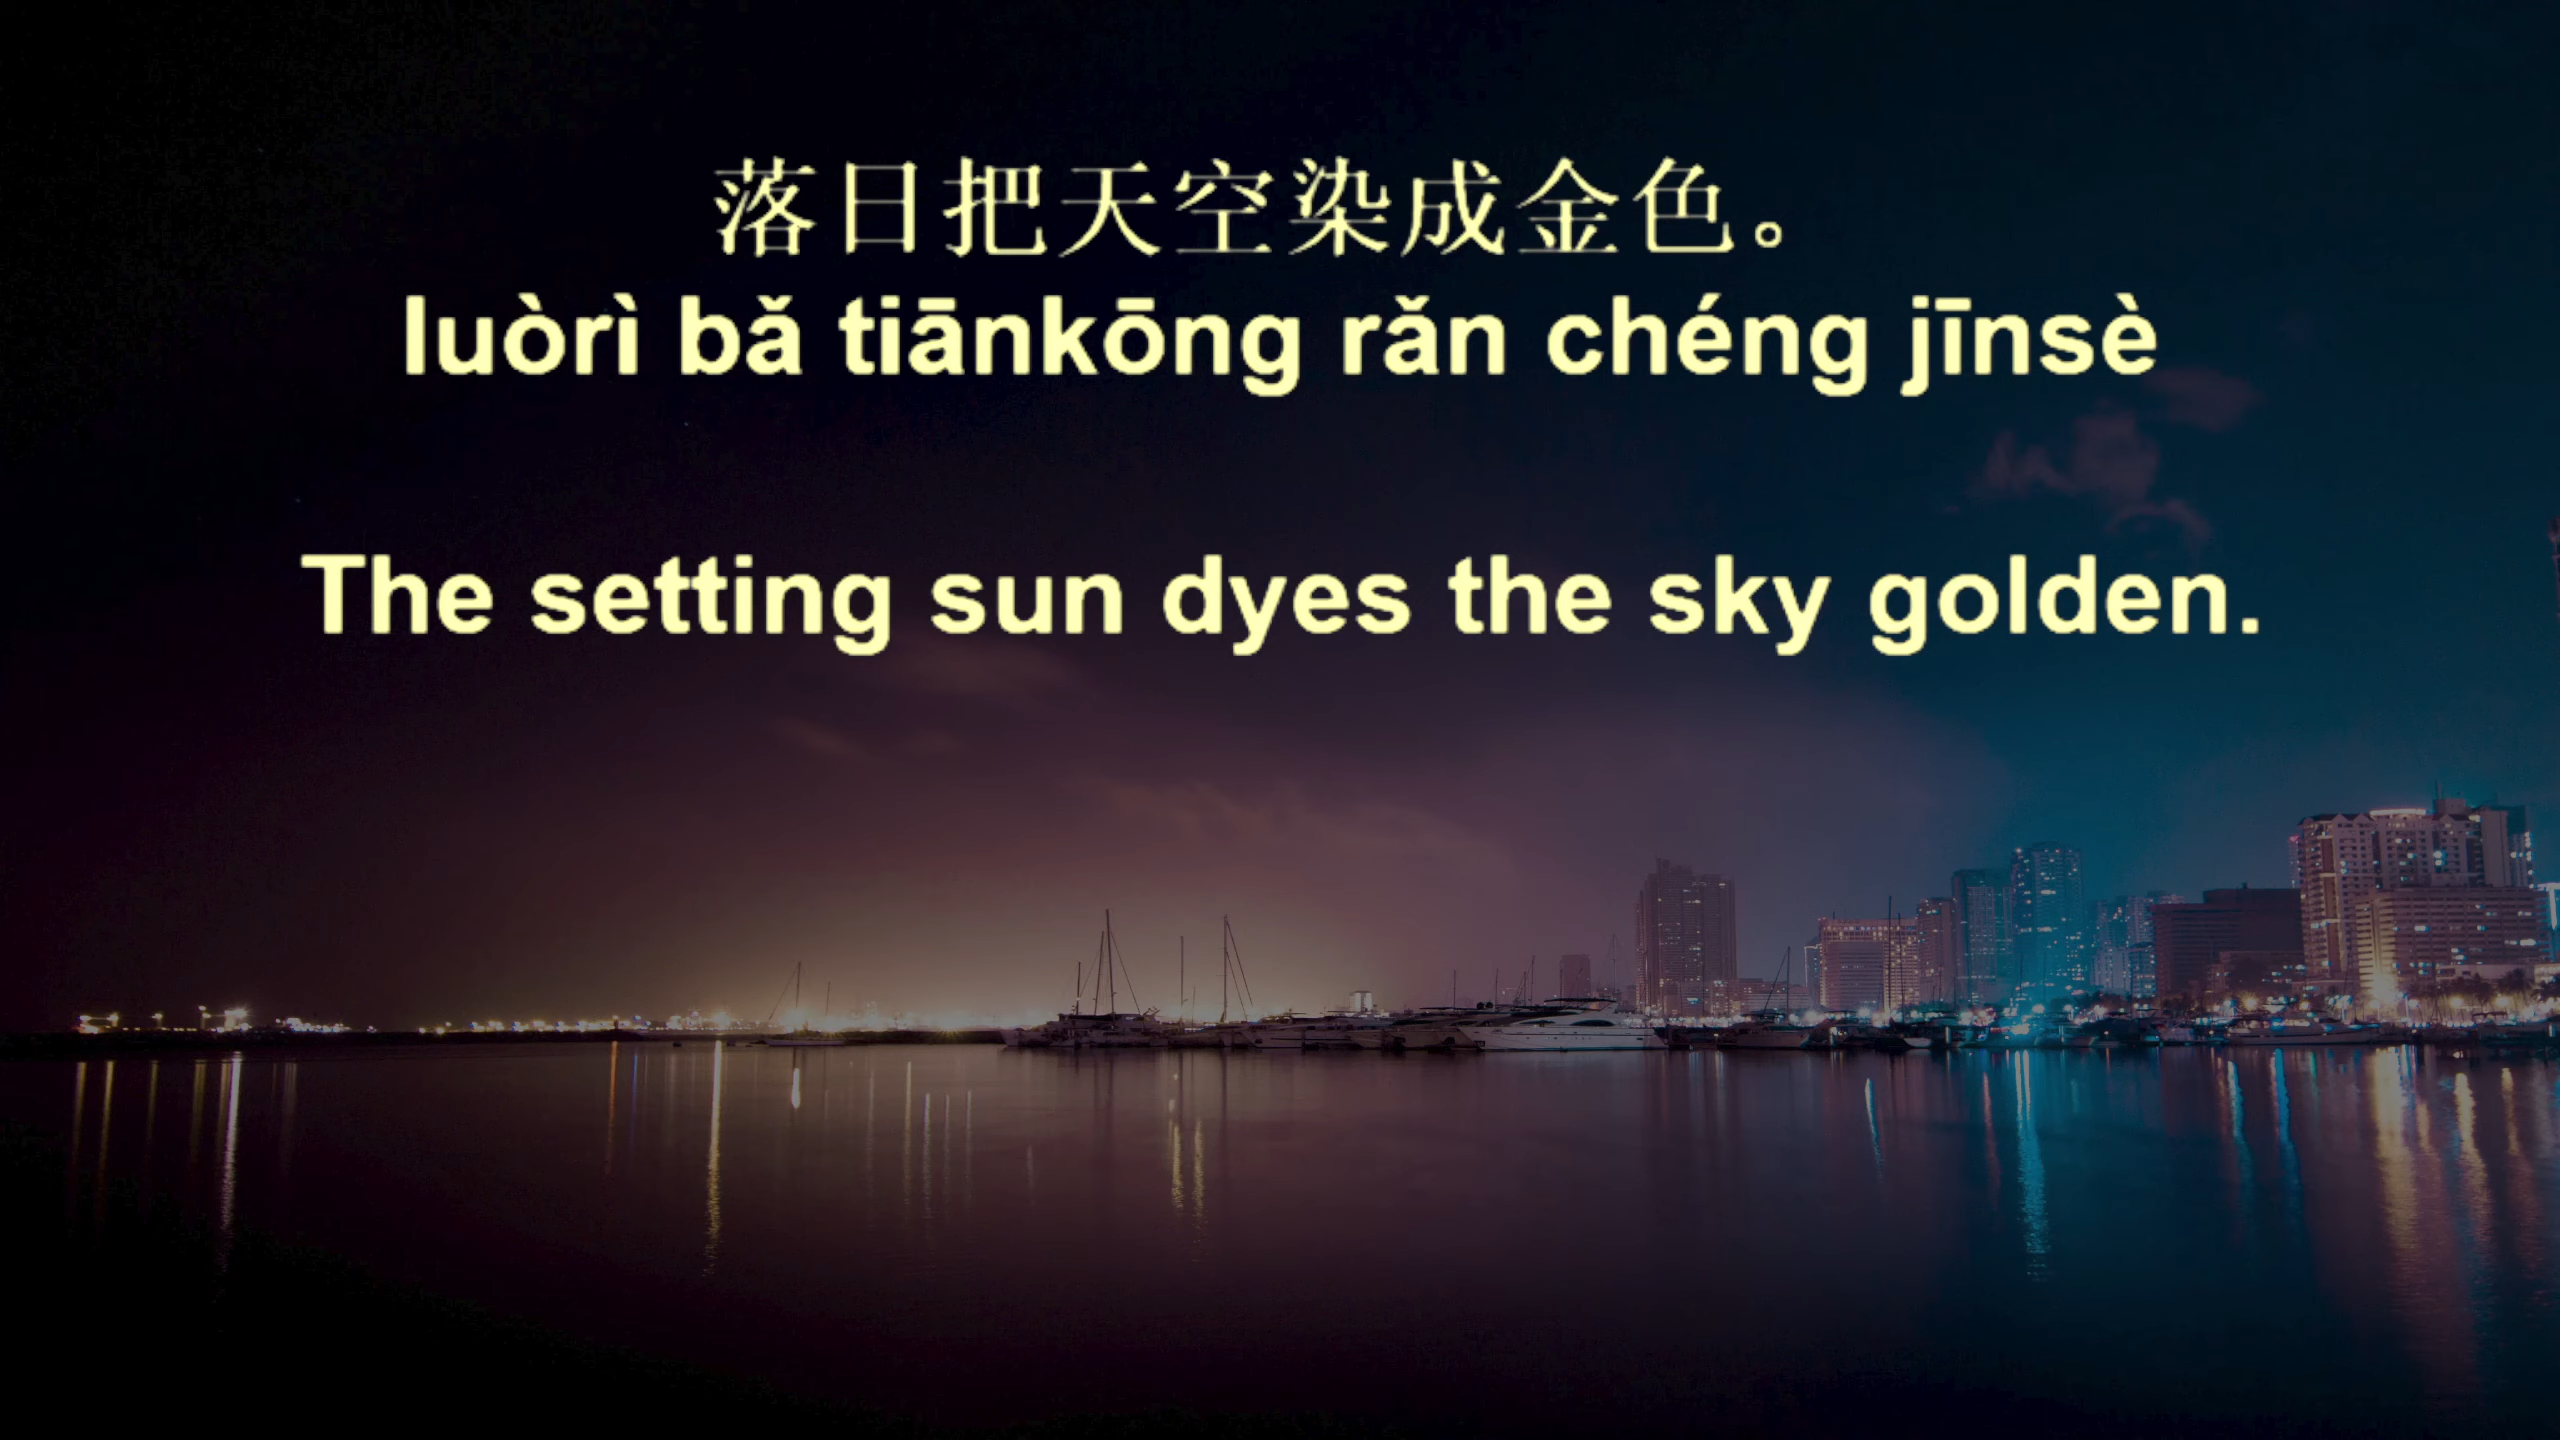 落日把天空染成金色。
luòrì bǎ tiānkōng rǎn chéng jīnsè
The setting sun dyes the sky golden.